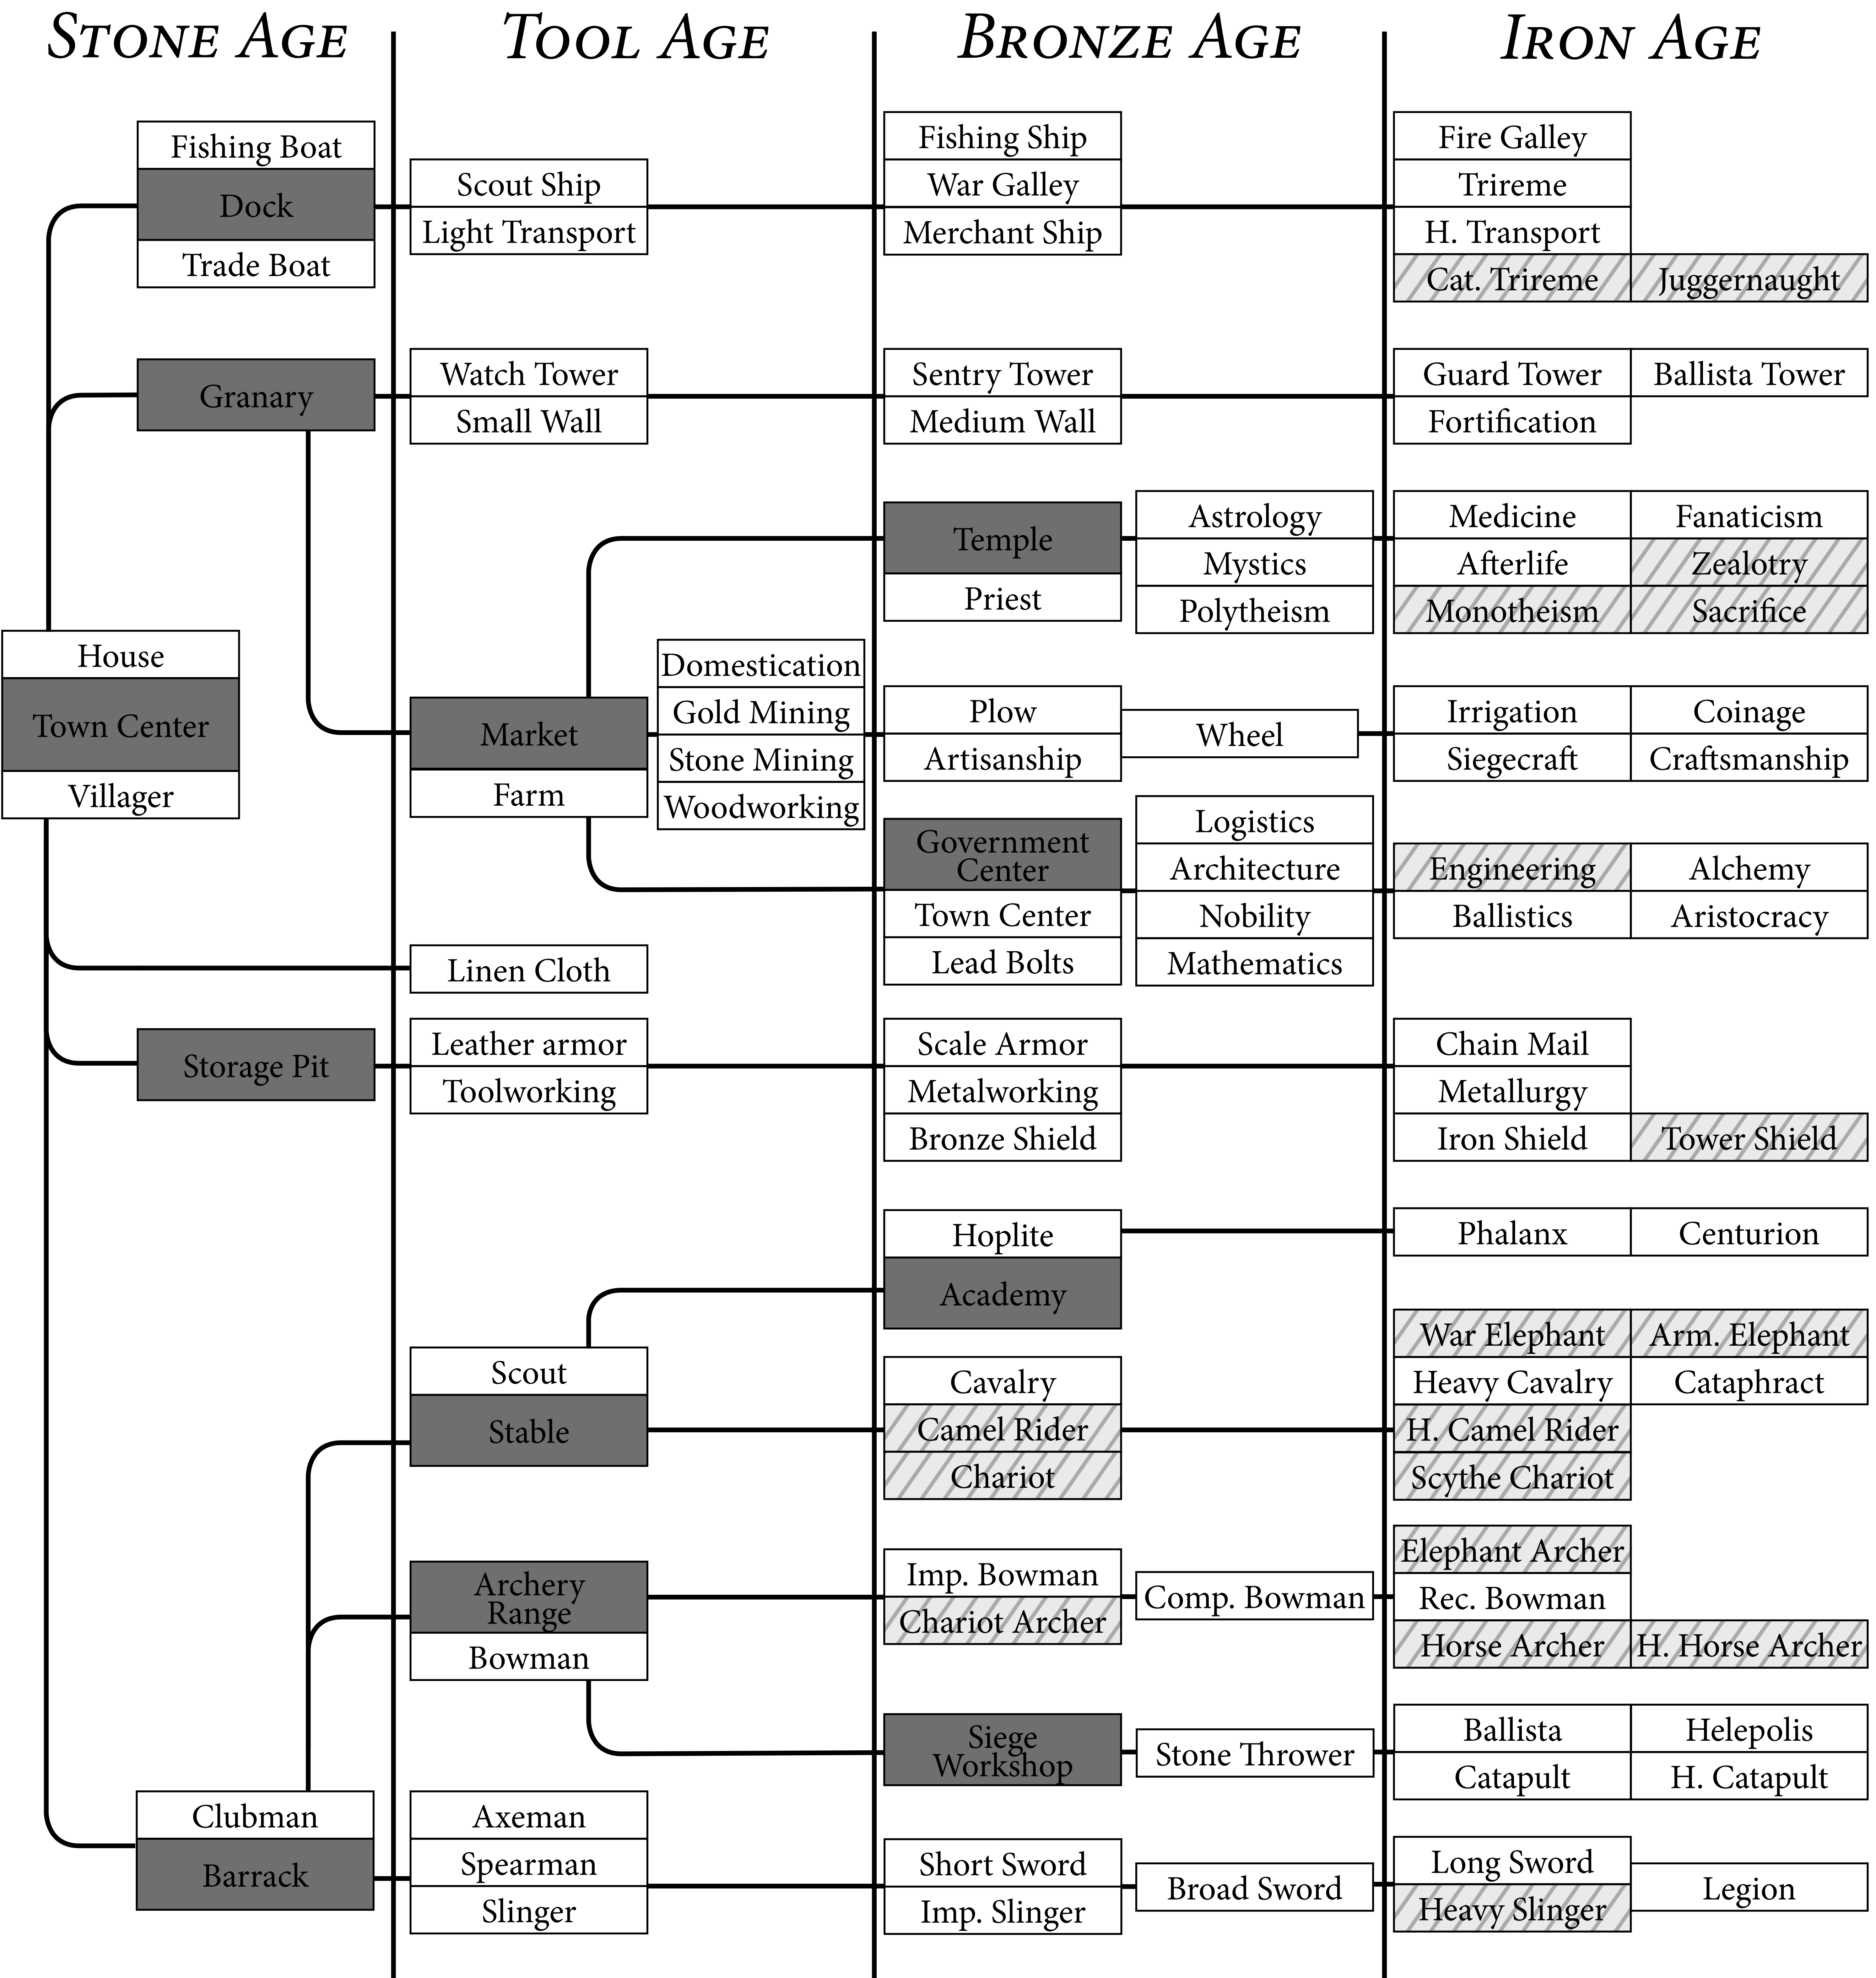 STONE AGE
TOOL AGE
BRONZE AGE
IRON AGE
Fishing Boat
Dock
Trade Boat
Scout Ship
Light Transport
Fishing Ship
War Galley
Merchant Ship
Fire Galley
Trireme
H. Transport
Cat. Trireme
Juggernaught
Granary
Watch Tower
Small Wall
Sentry Tower
Medium Wall
Guard Tower
Ballista Tower
Fortification
Temple
Priest
Astrology
Mystics
Polytheism
Medicine
Fanaticism
Afterlife
Zealotry
Monotheism
Sacrifice
House
Town Center
Villager
Market
Farm
Domestication
Gold Mining
Stone Mining
Woodworking
Plow
Artisanship
Wheel
Irrigation
Coinage
Siegecraft
Craftsmanship
Government
Center
Town Center
Lead Bolts
Logistics
Architecture
Nobility
Mathematics
Engineering
Alchemy
Ballistics
Aristocracy
Linen Cloth
Storage Pit
Leather armor
Toolworking
Scale Armor
Metalworking
Bronze Shield
Chain Mail
Metallurgy
Iron Shield
Tower Shield
Hoplite
Academy
Phalanx
Centurion
Scout
Stable
Cavalry
Camel Rider
Chariot
War Elephant
Arm. Elephant
Heavy Cavalry
Cataphract
H. Camel Rider
Scythe Chariot
Archery
Range
Bowman
Imp. Bowman
Chariot Archer
Comp. Bowman
Elephant Archer
Rec. Bowman
Horse Archer
H. Horse Archer
Siege
Workshop
Stone Thrower
Ballista
Helepolis
Catapult
H. Catapult
Clubman
Barrack
Axeman
Spearman
Slinger
Short Sword
Imp. Slinger
Broad Sword
Long Sword
Heavy Slinger
Legion